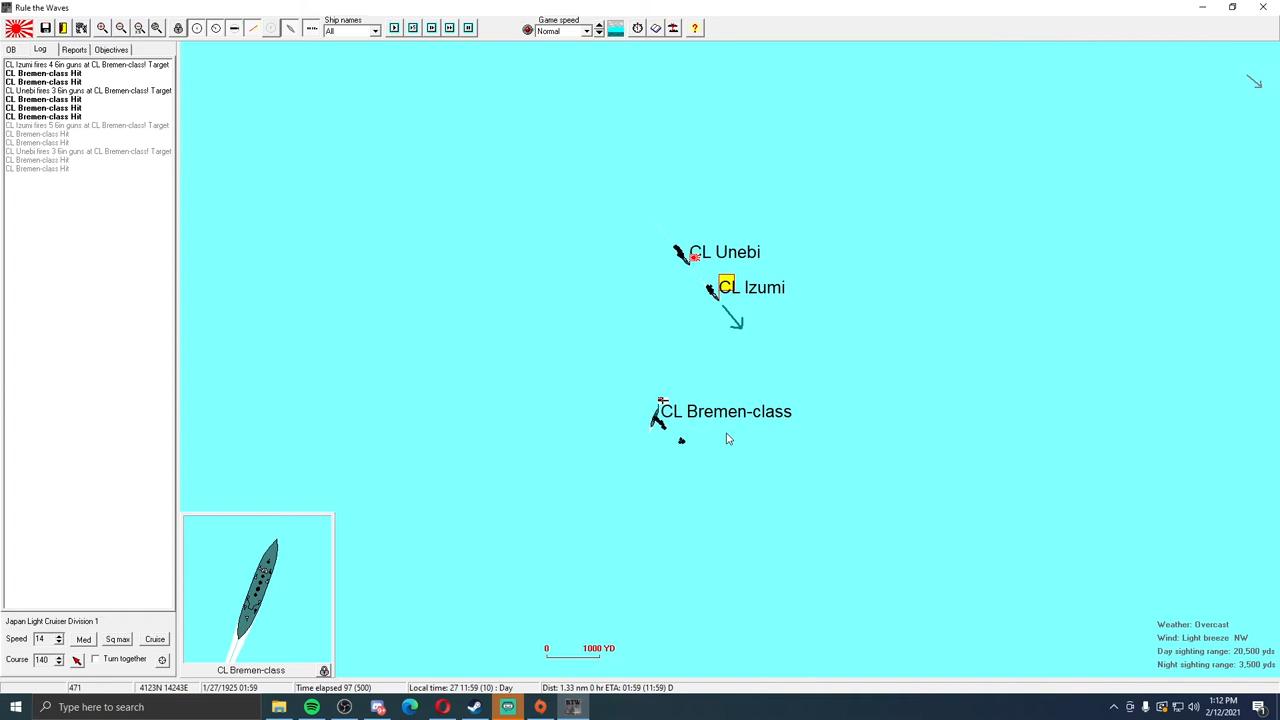 Rule the Waves
Ship names
All
Game speed
Normal
OB Log Reports Objectives
CL Izumi fires 4 6in guns at CL Bremen-class! Target
CL Bremen-class Hit
CL Bremen-class Hit
CL Unebi fires 3 6in guns at CL Bremen-class! Target
CL Bremen-class Hit
CL Bremen-class Hit
CL Bremen-class Hit
CL Izumi fires 5 6in guns at CL Bremen-class! Target
CL Bremen-class Hit
CL Bremen-class Hit
CL Unebi fires 3 6in guns at CL Bremen-class! Target
CL Bremen-class Hit
CL Bremen-class Hit
CL Unebi
CL Izumi
CL Bremen-class
CL Bremen-class
Japan Light Cruiser Division 1
Speed 14 Med Sq max Cruise
Course 140 Turn together
0 1000 YD
Weather: Overcast
Wind: Light breeze NW
Day sighting range: 20,500 yds
Night sighting range: 3,500 yds
471 4123N 14243E 1/27/1925 01:59 Time elapsed 97 (500) Local time: 27 11:59 (10) : Day Dist: 1.33 nm 0 hr ETA: 01:59 (11:59) D
Type here to search
1:12 PM
2/12/2021